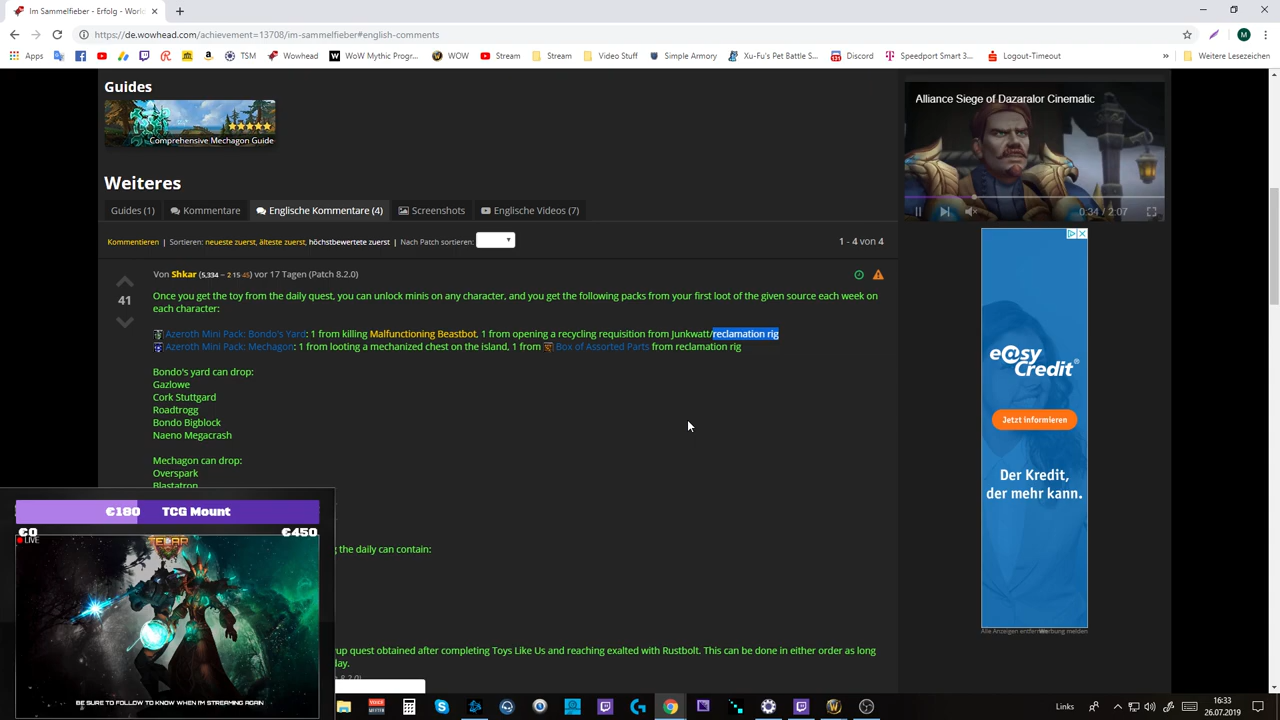 Im Sammelfieber - Erfolg - World
https://de.wowhead.com/achievement=13708/im-sammelfieber#english-comments
Apps
TSM
Wowhead
WoW Mythic Progr...
WOW
Stream
Stream
Video Stuff
Simple Armory
Xu-Fu's Pet Battle S...
Discord
Speedport Smart 3...
Logout-Timeout
»
Weitere Lesezeichen
Guides
Comprehensive Mechagon Guide
Alliance Siege of Dazaralor Cinematic
0:34 / 2:07
Weiteres
Guides (1)
Kommentare
Englische Kommentare (4)
Screenshots
Englische Videos (7)
Kommentieren | Sortieren: neueste zuerst, älteste zuerst, höchstbewertete zuerst | Nach Patch sortieren:
1 - 4 von 4
Von Shkar (5,334 – 2 15 45) vor 17 Tagen (Patch 8.2.0)
41
Once you get the toy from the daily quest, you can unlock minis on any character, and you get the following packs from your first loot of the given source each week on
each character:
Azeroth Mini Pack: Bondo's Yard: 1 from killing Malfunctioning Beastbot, 1 from opening a recycling requisition from Junkwatt/reclamation rig
Azeroth Mini Pack: Mechagon: 1 from looting a mechanized chest on the island, 1 from Box of Assorted Parts from reclamation rig
Bondo's yard can drop:
Gazlowe
Cork Stuttgard
Roadtrogg
Bondo Bigblock
Naeno Megacrash
Mechagon can drop:
Overspark
Blastatron
the daily can contain:
up quest obtained after completing Toys Like Us and reaching exalted with Rustbolt. This can be done in either order as long
day.
e@sy
Credit
Jetzt informieren
Der Kredit,
der mehr kann.
Werbung melden
€180
TCG Mount
€0
€450
LIVE
BE SURE TO FOLLOW TO KNOW WHEN I'M STREAMING AGAIN
Links
16:33
26.07.2019